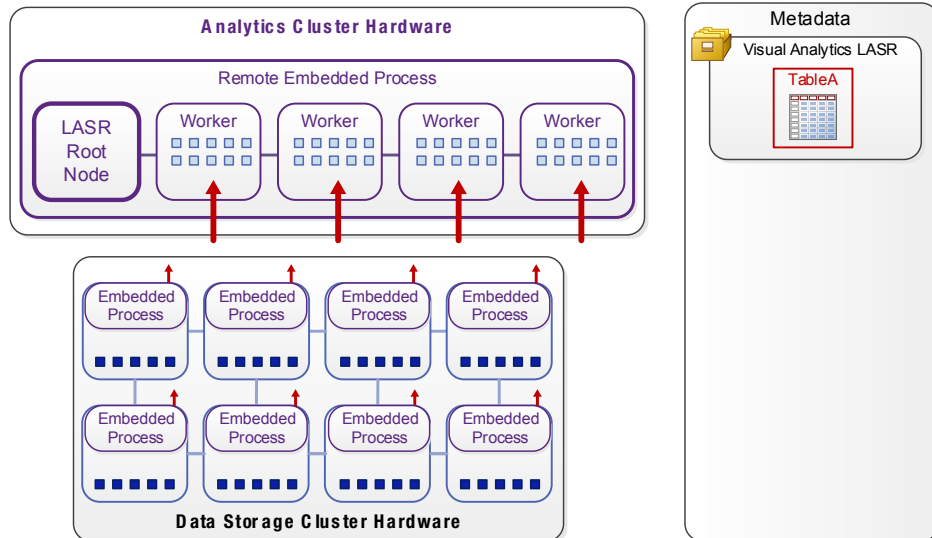 Analytics Cluster Hardware
Remote Embedded Process
LASR
Root
Node
Worker
Worker
Worker
Worker
Embedded
Process
Embedded
Process
Embedded
Process
Embedded
Process
Embedded
Process
Embedded
Process
Embedded
Process
Embedded
Process
Data Storage Cluster Hardware
Metadata
Visual Analytics LASR
TableA